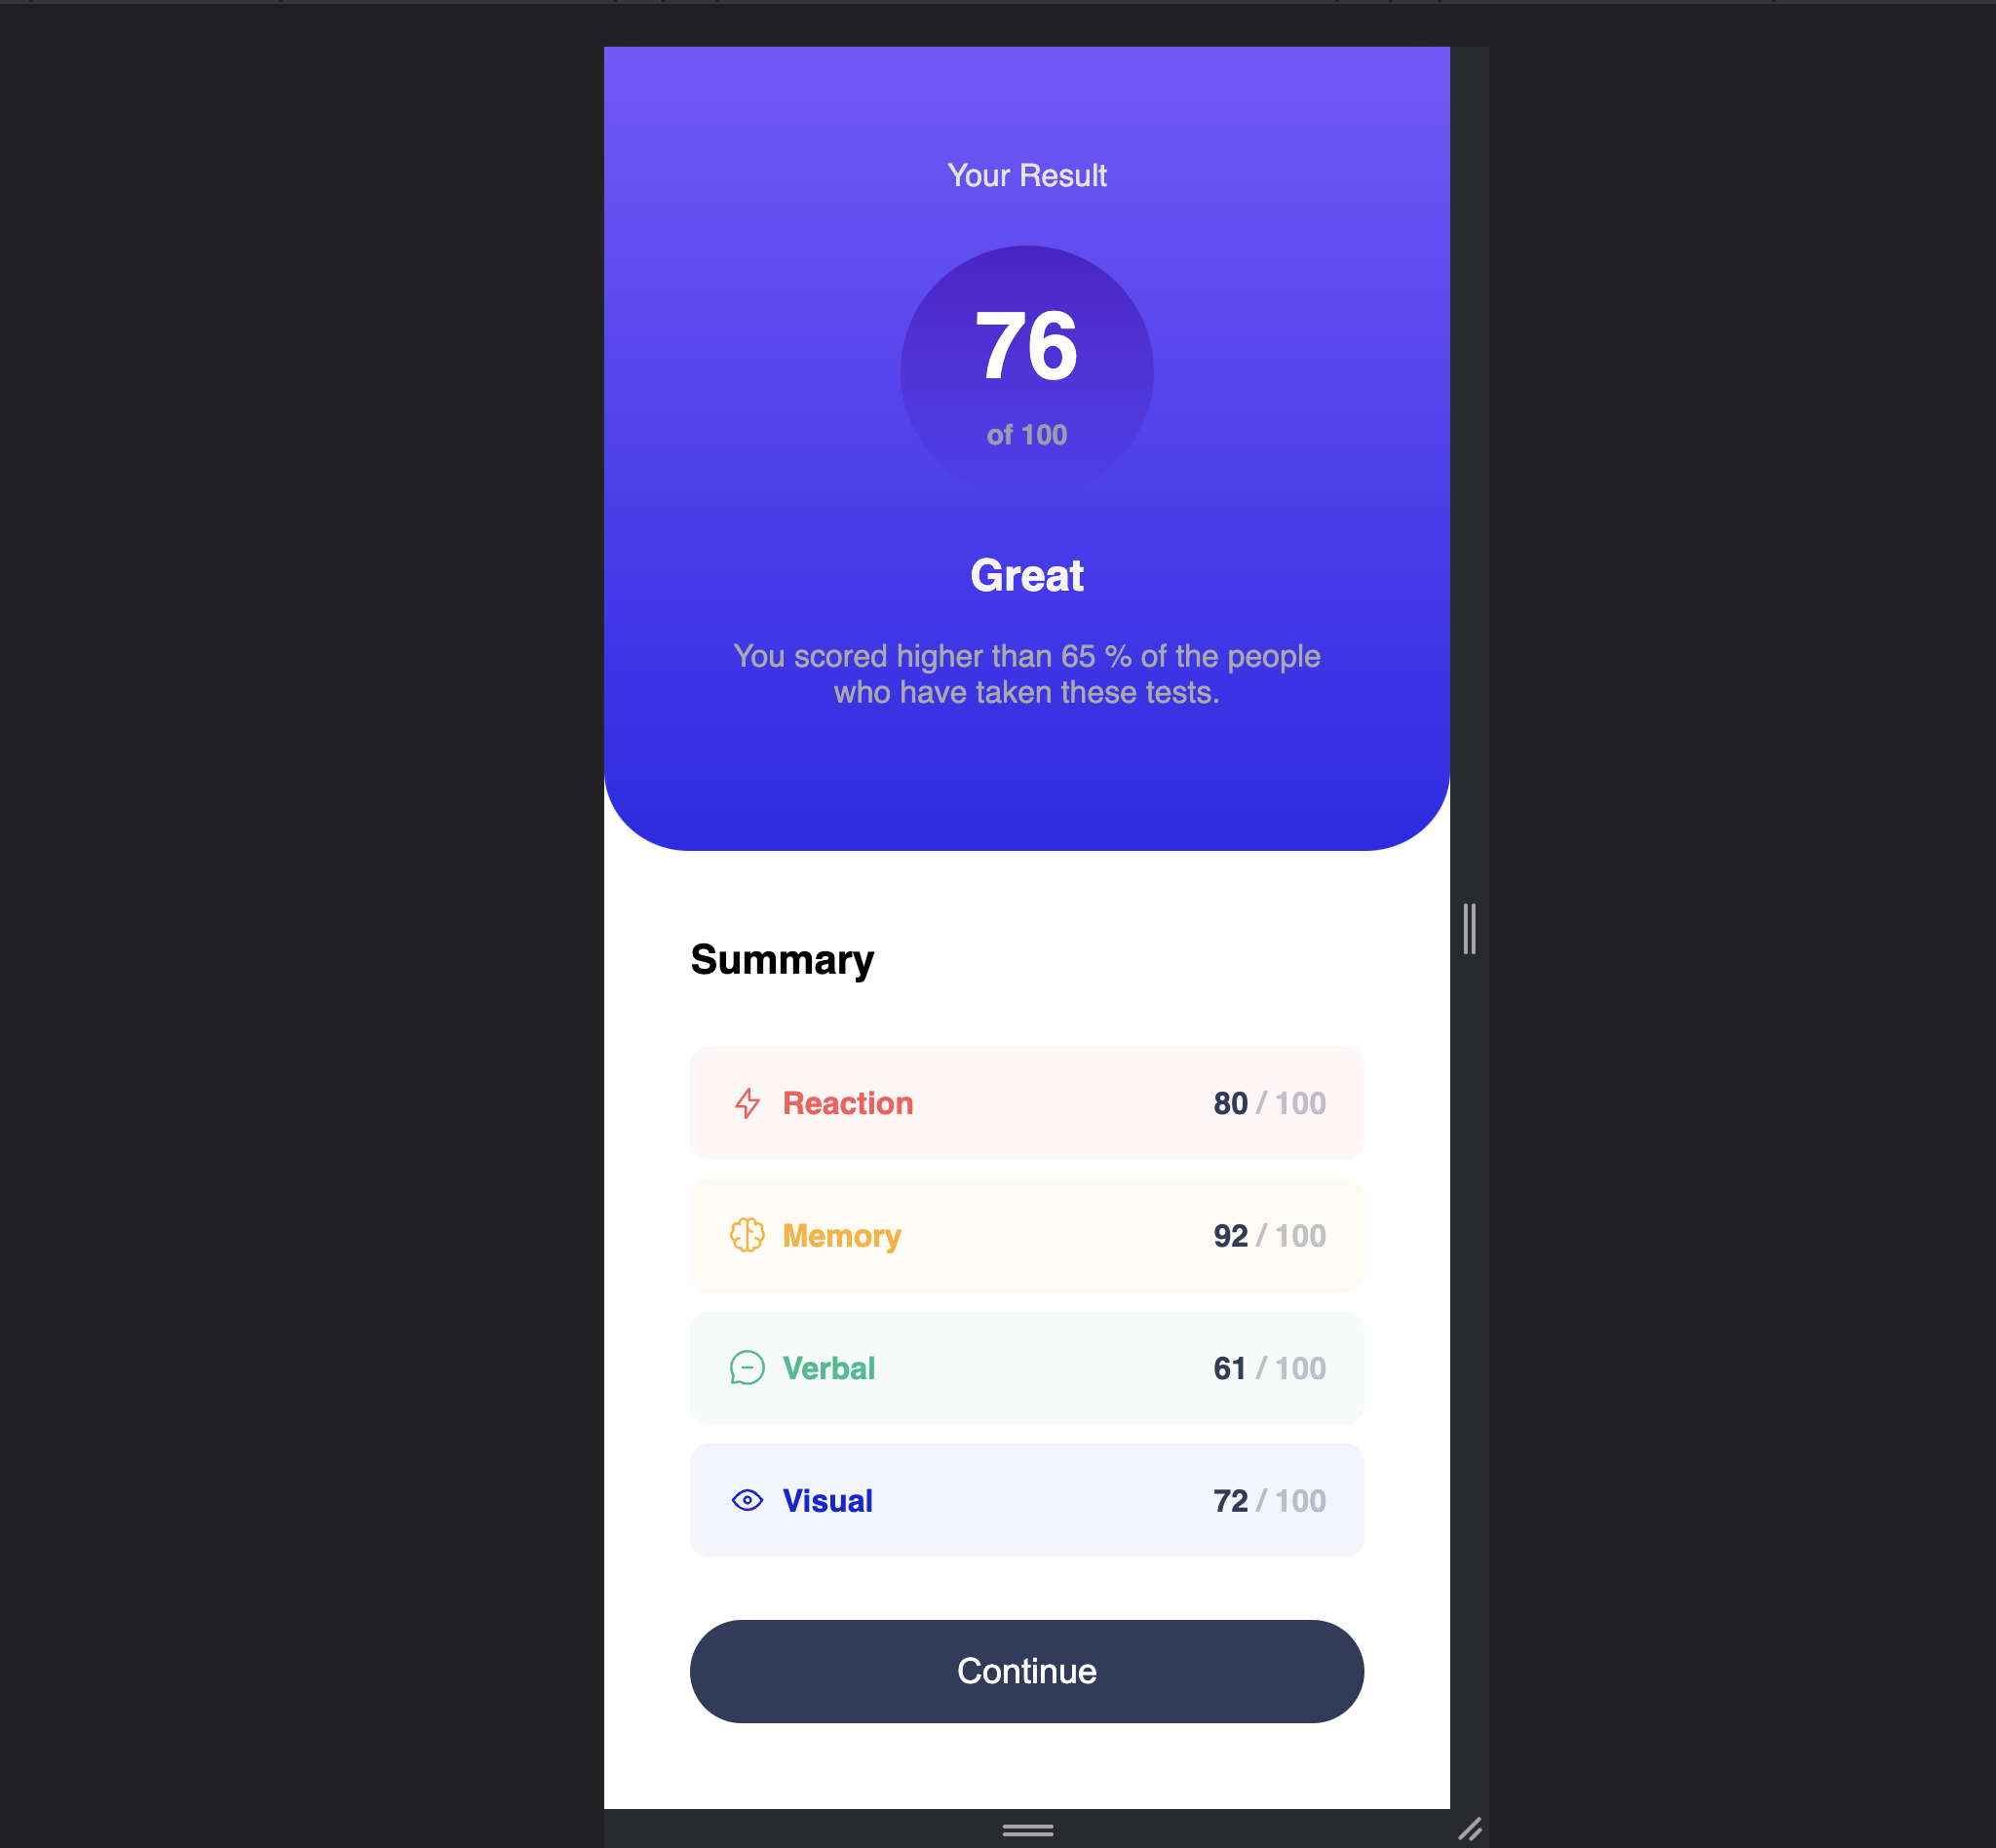 Your Result
76
of 100
Great
You scored higher than 65 % of the people
who have taken these tests.
Summary
Reaction 80 / 100
Memory 92 / 100
Verbal 61 / 100
Visual 72 / 100
Continue